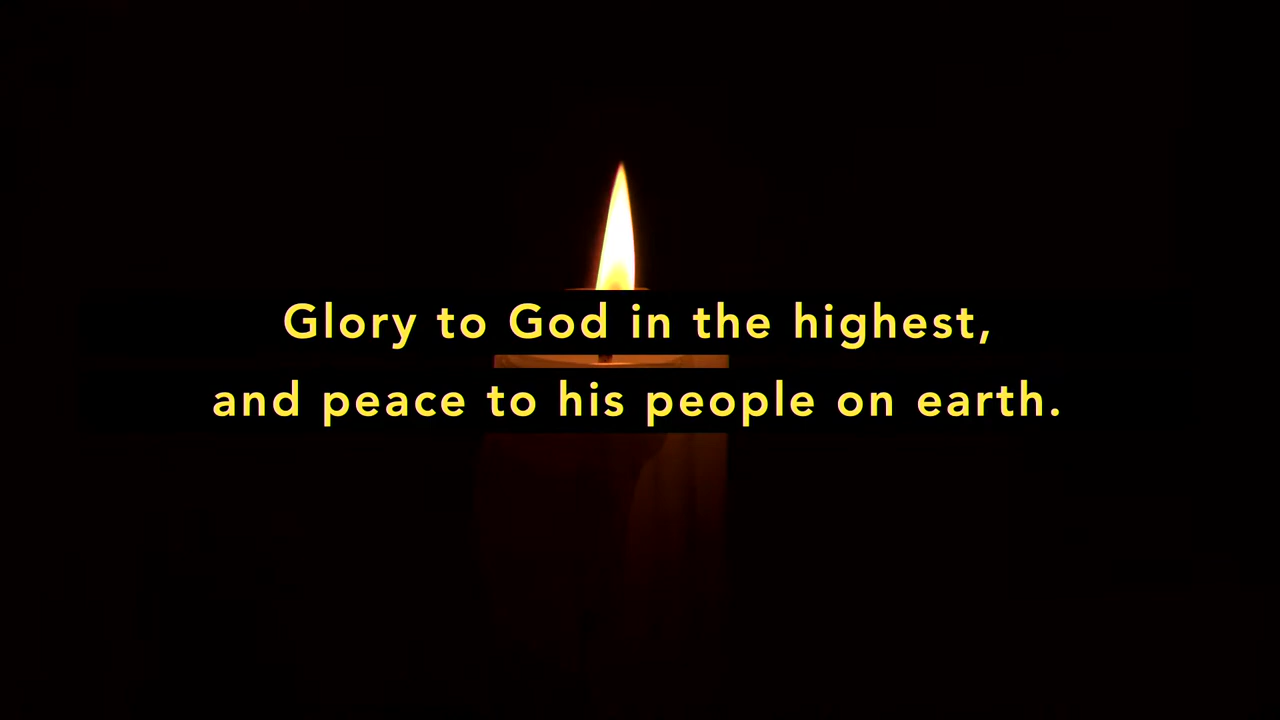 Glory to God in the highest,
and peace to his people on earth.